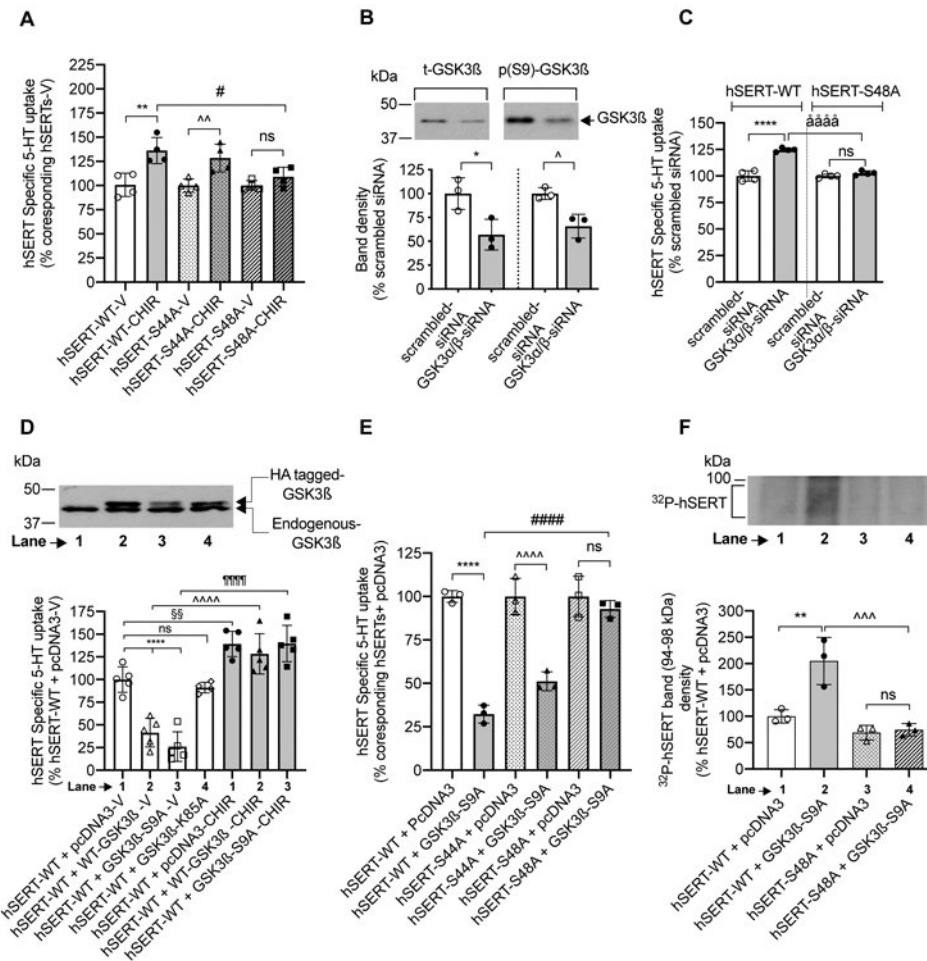 A
hSERT Specific 5-HT uptake
(% coresponding hSERTs-V)
175
150
125
100
75
50
25
0
**
^^
#
ns
hSERT-WT-V
hSERT-WT-CHIR
hSERT-S44A-V
hSERT-S44A-CHIR
hSERT-S48A-V
hSERT-S48A-CHIR
B
kDa
t-GSK3ß
p(S9)-GSK3ß
50
37
GSK3ß
Band density
(% scrambled siRNA)
125
100
75
50
25
0
*
^
scrambled-
siRNA
GSK3α/β-siRNA
scrambled-
siRNA
GSK3α/β-siRNA
C
hSERT-WT
hSERT-S48A
hSERT Specific 5-HT uptake
(% scrambled siRNA)
150
125
100
75
50
25
0
****
åååå
ns
scrambled-
siRNA
GSK3α/β-siRNA
scrambled-
siRNA
GSK3α/β-siRNA
D
kDa
50
37
HA tagged-
GSK3ß
Endogenous-
GSK3ß
Lane 1 2 3 4
hSERT Specific 5-HT uptake
(% hSERT-WT + pcDNA3-V)
175
150
125
100
75
50
25
0
¶¶¶¶
^^^^
§§
ns
****
Lane 1 2 3 4 1 2 3
hSERT-WT + pcDNA3-V
hSERT-WT + WT-GSK3ß -V
hSERT-WT + GSK3ß-S9A -V
hSERT-WT + GSK3ß-K85A
hSERT-WT + pcDNA3-CHIR
hSERT-WT + WT-GSK3ß -CHIR
hSERT-WT + GSK3ß-S9A -CHIR
E
hSERT Specific 5-HT uptake
(% coresponding hSERTs+ pcDNA3)
125
100
75
50
25
0
####
****
^^^^
ns
hSERT-WT + PcDNA3
hSERT-WT + GSK3ß-S9A
hSERT-S44A + pcDNA3
hSERT-S44A + GSK3ß-S9A
hSERT-S48A + pcDNA3
hSERT-S48A + GSK3ß-S9A
F
kDa
100
³²P-hSERT
Lane 1 2 3 4
³²P-hSERT band (94-98 kDa)
density
(% hSERT-WT + pcDNA3)
300
250
200
150
100
50
0
**
^^^
ns
Lane 1 2 3 4
hSERT-WT + pcDNA3
hSERT-WT + GSK3ß-S9A
hSERT-S48A + pcDNA3
hSERT-S48A + GSK3ß-S9A